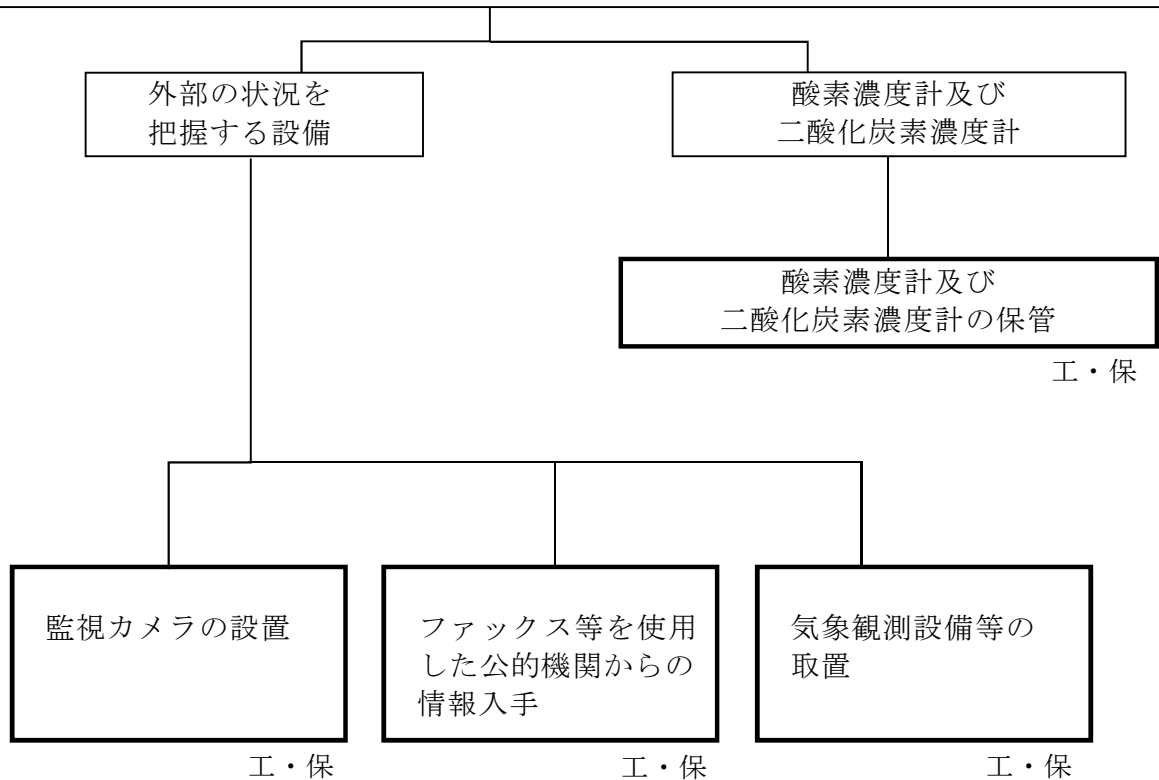 外部の状況を
把握する設備
酸素濃度計及び
二酸化炭素濃度計
酸素濃度計及び
二酸化炭素濃度計の保管
工・保
監視カメラの設置
ファックス等を使用
した公的機関からの
情報入手
気象観測設備等の
取置
工・保
工・保
工・保